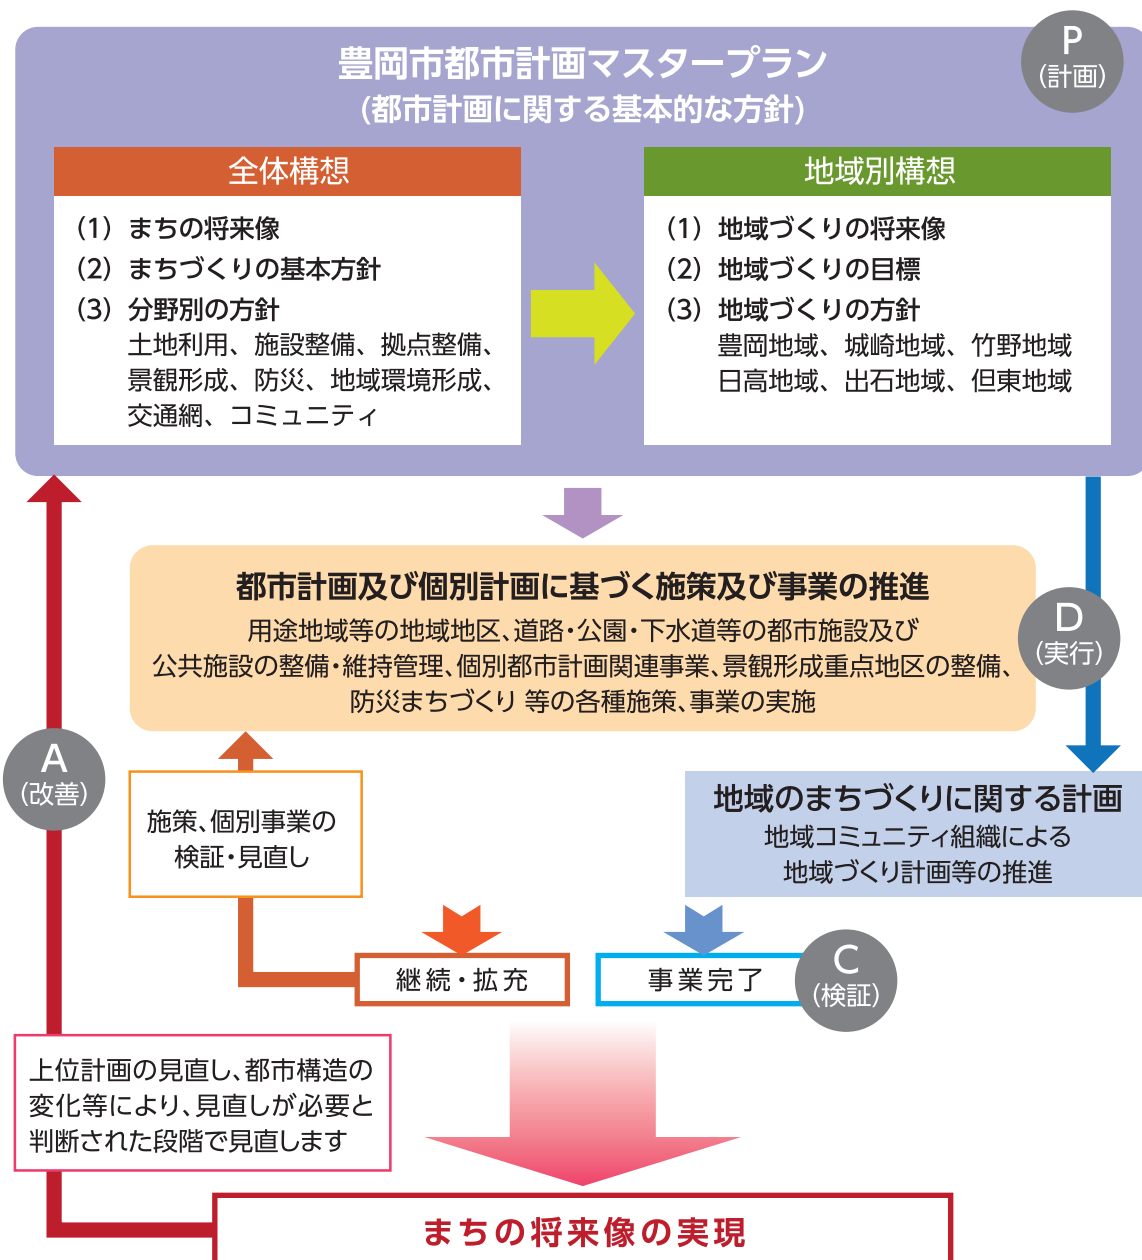 豊岡市都市計画マスタープラン
(都市計画に関する基本的な方針)
P
(計画)
全体構想
(1) まちの将来像
(2) まちづくりの基本方針
(3) 分野別の方針
土地利用、施設整備、拠点整備、
景観形成、防災、地域環境形成、
交通網、コミュニティ
地域別構想
(1) 地域づくりの将来像
(2) 地域づくりの目標
(3) 地域づくりの方針
豊岡地域、城崎地域、竹野地域
日高地域、出石地域、但東地域
都市計画及び個別計画に基づく施策及び事業の推進
用途地域等の地域地区、道路・公園・下水道等の都市施設及び
公共施設の整備・維持管理、個別都市計画関連事業、景観形成重点地区の整備、
防災まちづくり 等の各種施策、事業の実施
D
(実行)
A
(改善)
施策、個別事業の
検証・見直し
地域のまちづくりに関する計画
地域コミュニティ組織による
地域づくり計画等の推進
継続・拡充
事業完了
C
(検証)
上位計画の見直し、都市構造の
変化等により、見直しが必要と
判断された段階で見直します
まちの将来像の実現